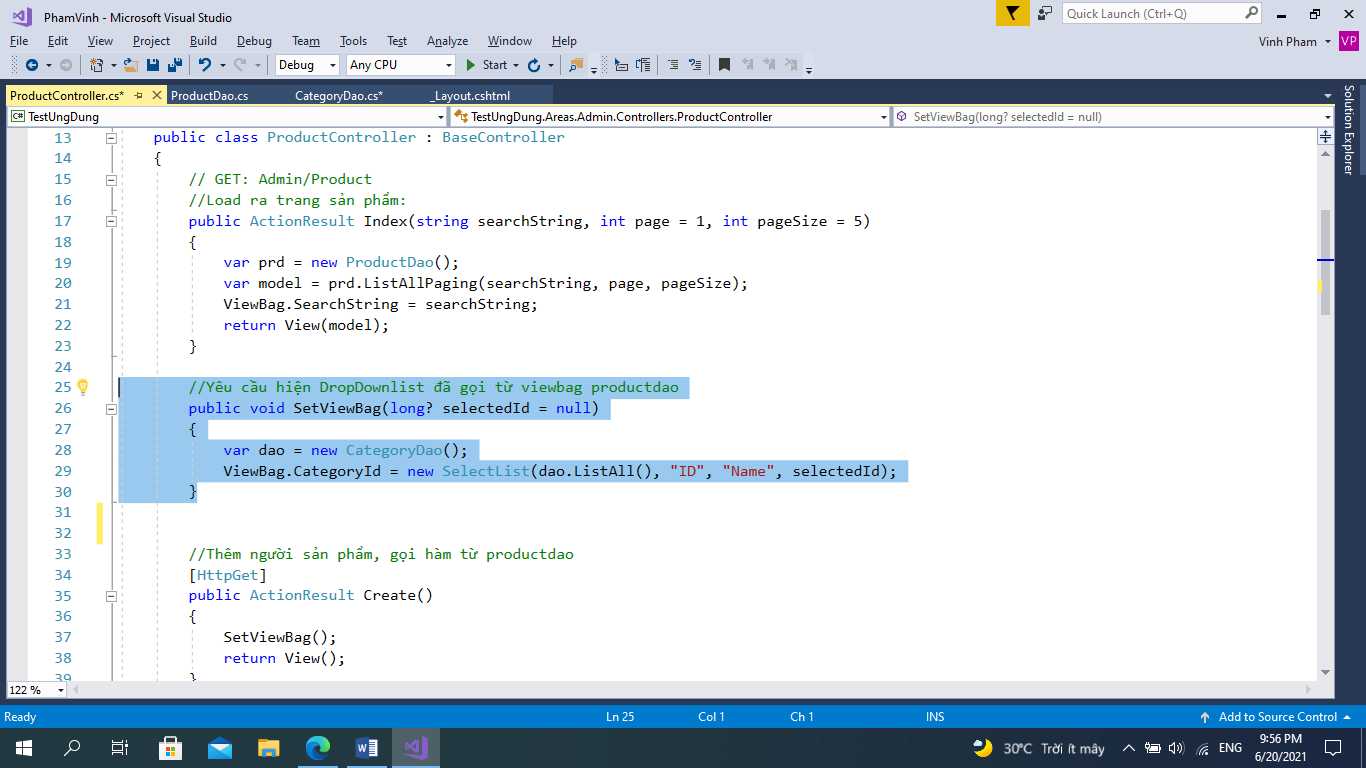 PhamVinh - Microsoft Visual Studio
Quick Launch (Ctrl+Q)
File Edit View Project Build Debug Team Tools Test Analyze Window Help
Vinh Pham VP
Debug Any CPU Start
ProductController.cs* ProductDao.cs CategoryDao.cs* _Layout.cshtml
Solution Explorer
C# TestUngDung TestUngDung.Areas.Admin.Controllers.ProductController SetViewBag(long? selectedId = null)
13 public class ProductController : BaseController
14 {
15 // GET: Admin/Product
16 //Load ra trang sản phẩm:
17 public ActionResult Index(string searchString, int page = 1, int pageSize = 5)
18 {
19 var prd = new ProductDao();
20 var model = prd.ListAllPaging(searchString, page, pageSize);
21 ViewBag.SearchString = searchString;
22 return View(model);
23 }
24
25 //Yêu cầu hiện DropDownlist đã gọi từ viewbag productdao
26 public void SetViewBag(long? selectedId = null)
27 {
28 var dao = new CategoryDao();
29 ViewBag.CategoryId = new SelectList(dao.ListAll(), "ID", "Name", selectedId);
30 }
31
32
33 //Thêm người sản phẩm, gọi hàm từ productdao
34 [HttpGet]
35 public ActionResult Create()
36 {
37 SetViewBag();
38 return View();
39 }
122 %
Ready Ln 25 Col 1 Ch 1 INS Add to Source Control
30°C Trời ít mây ENG 9:56 PM
6/20/2021